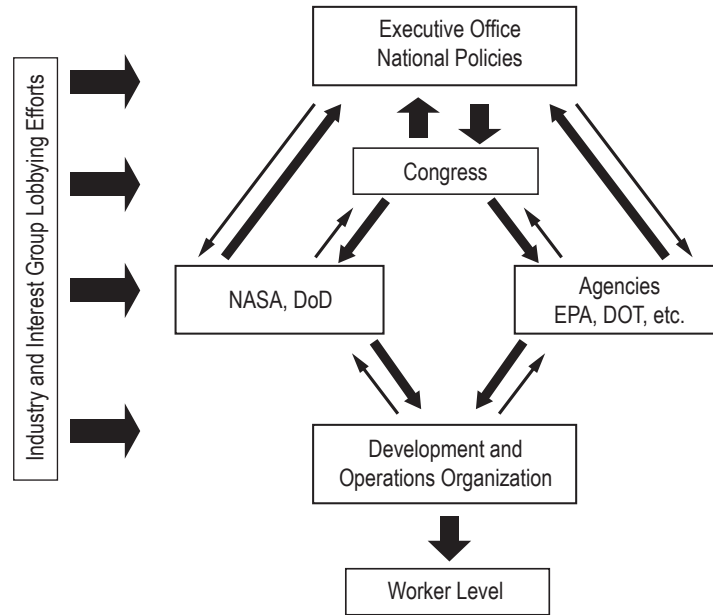 Executive Office
National Policies
Industry and Interest Group Lobbying Efforts
Congress
NASA, DoD
Agencies
EPA, DOT, etc.
Development and
Operations Organization
Worker Level